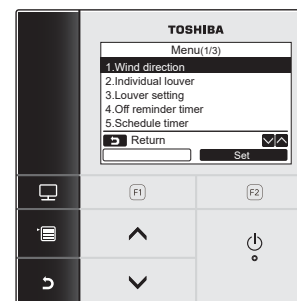 TOSHIBA
Menu(1/3)
1.Wind direction
2.Individual louver
3.Louver setting
4.Off reminder timer
5.Schedule timer
Return
Set
F1 F2